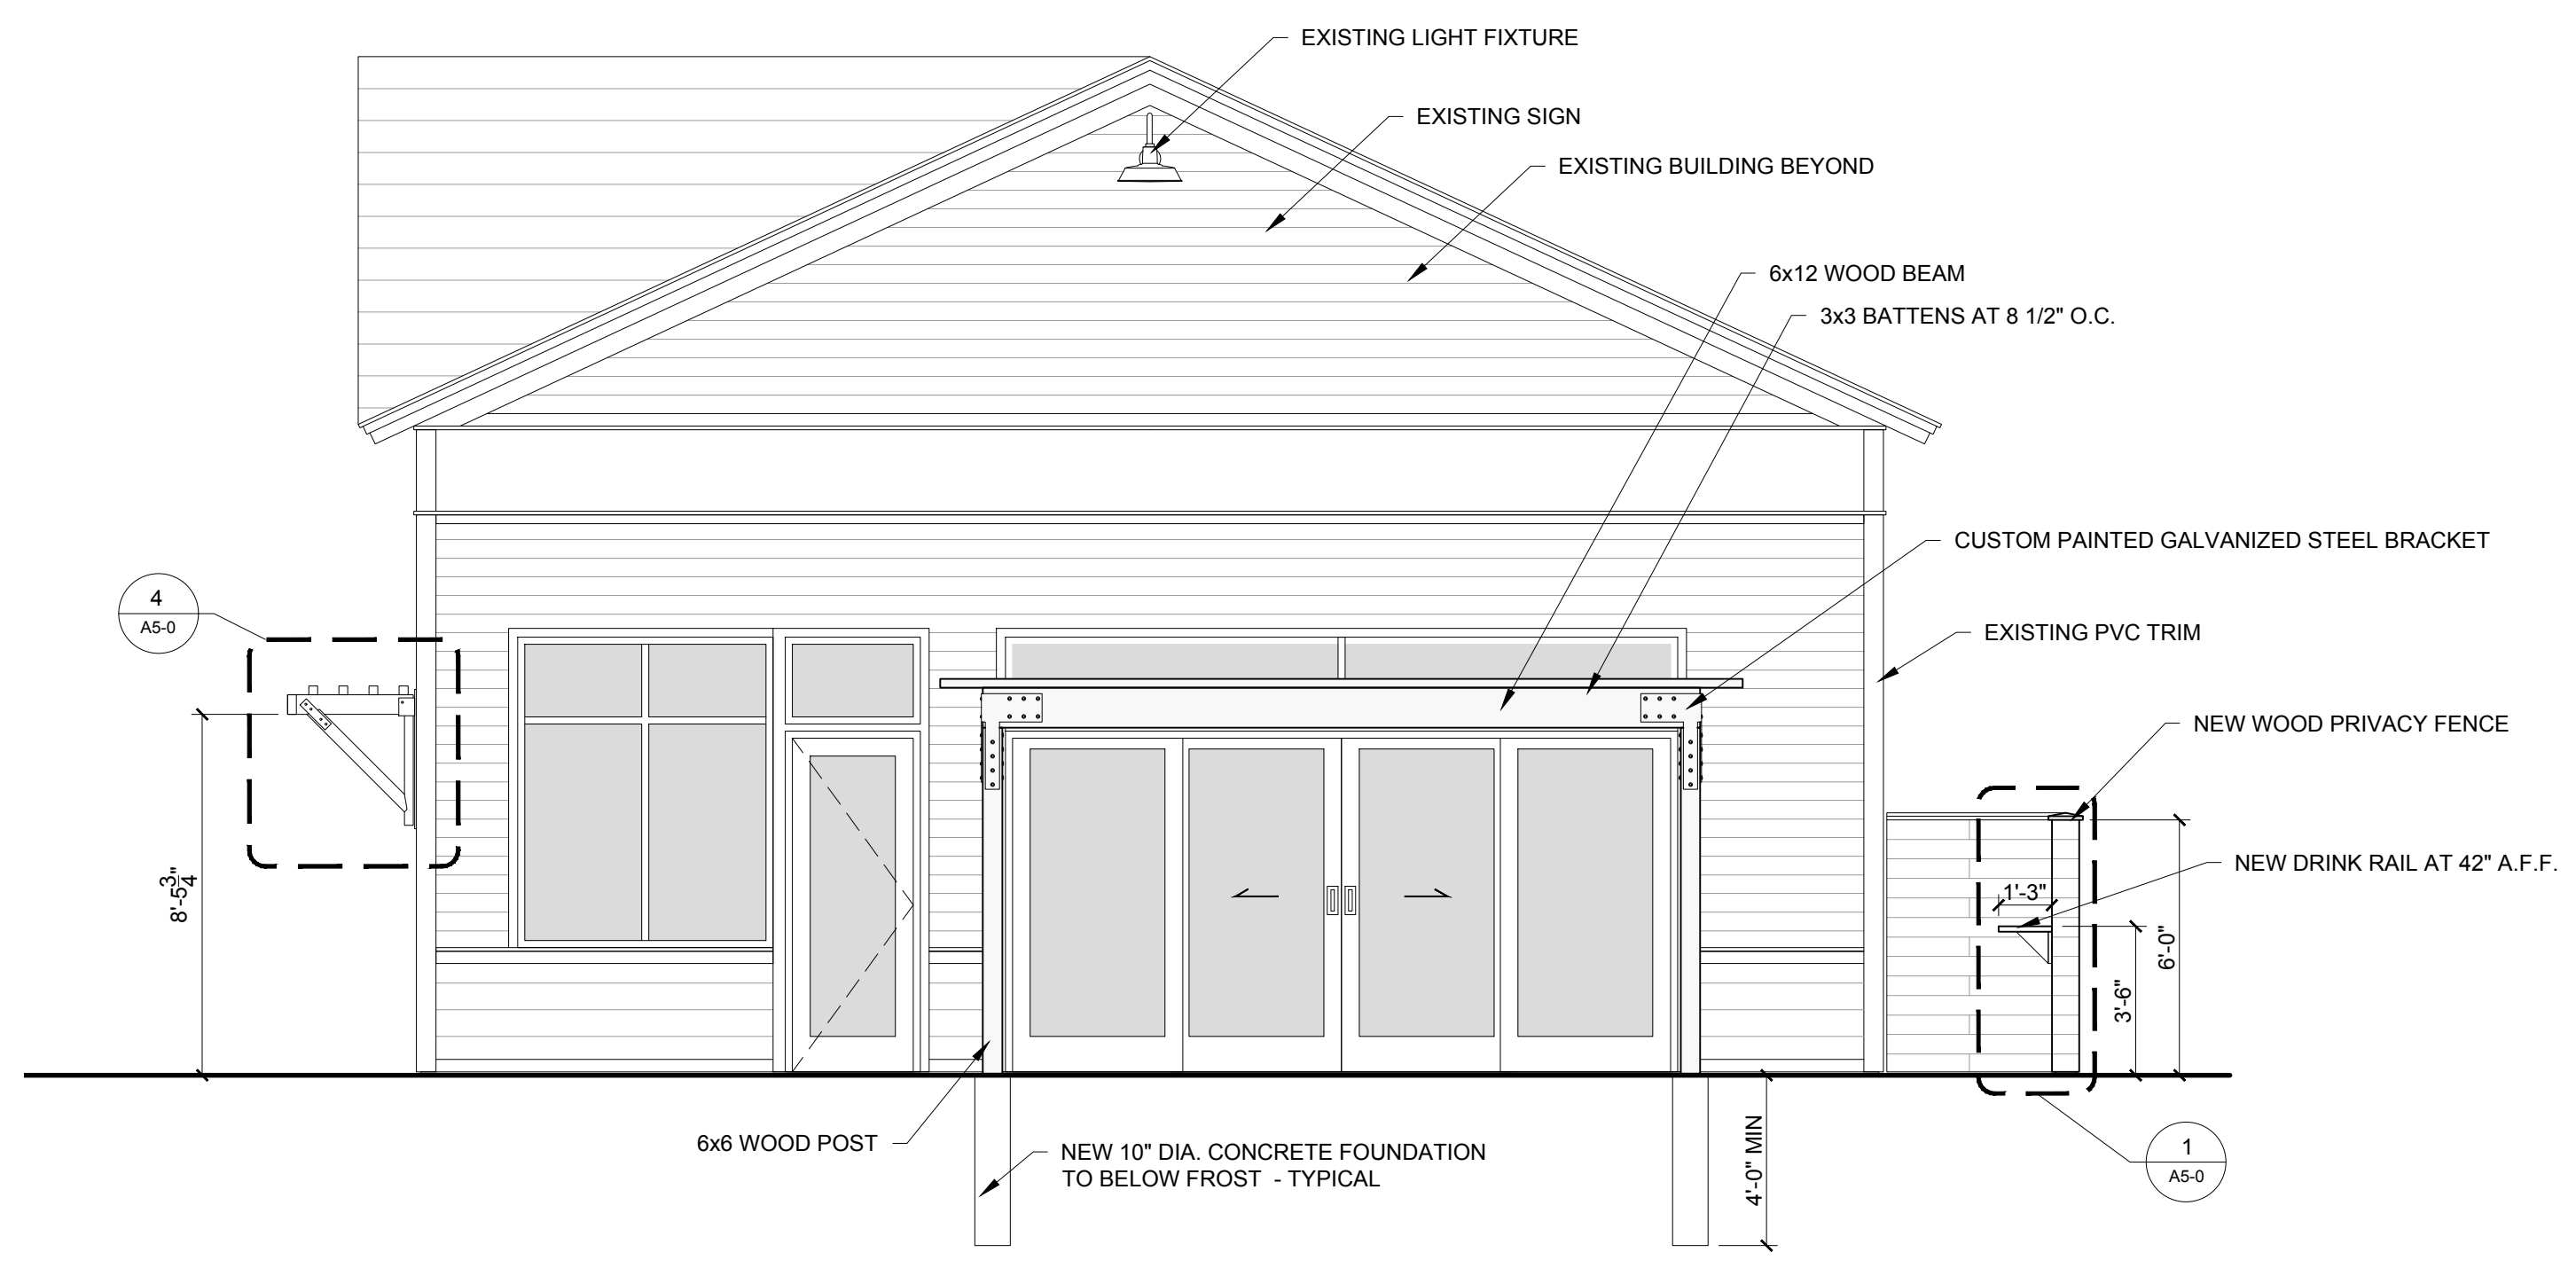 EXISTING LIGHT FIXTURE
EXISTING SIGN
EXISTING BUILDING BEYOND
6x12 WOOD BEAM
3x3 BATTENS AT 8 1/2" O.C.
CUSTOM PAINTED GALVANIZED STEEL BRACKET
4
A5-0
EXISTING PVC TRIM
NEW WOOD PRIVACY FENCE
NEW DRINK RAIL AT 42" A.F.F.
8'-5 3/4"
1'-3"
6'-0"
3'-6"
6x6 WOOD POST
NEW 10" DIA. CONCRETE FOUNDATION
TO BELOW FROST - TYPICAL
4'-0" MIN
1
A5-0